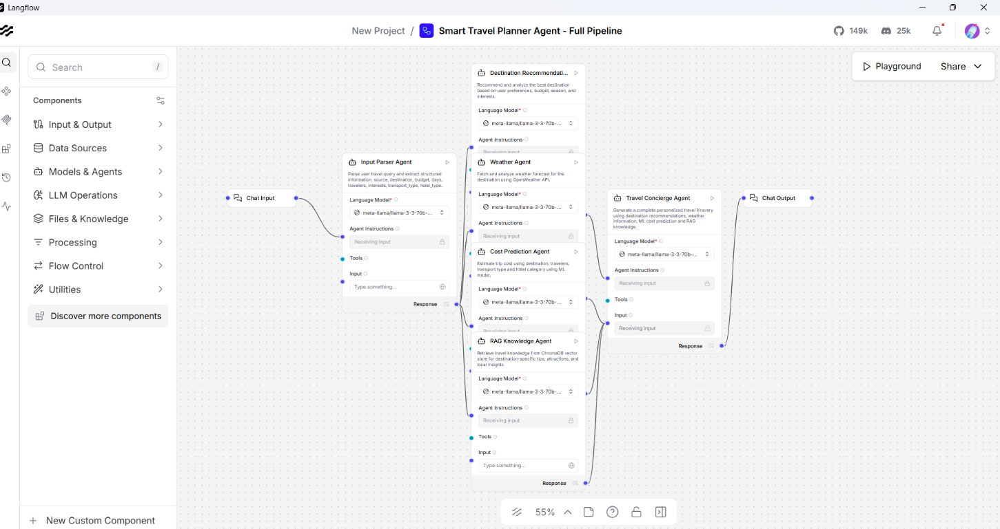 Langflow
New Project / Smart Travel Planner Agent - Full Pipeline
149k
25k
Search
/
Playground
Share
Components
Input & Output
Data Sources
Models & Agents
LLM Operations
Files & Knowledge
Processing
Flow Control
Utilities
Discover more components
New Custom Component
Chat Input
Input Parser Agent
Parse user travel query and extract structured
information: source, destination, budget, days,
travelers, interests, transport_type, hotel_type.
Language Model*
meta-llama/llama-3-3-70b-...
Agent Instructions
Receiving input
Tools
Input
Type something...
Response
Destination Recommendati...
Recommend and analyze the best destination
based on user preferences, budget, season, and
interests.
Language Model*
meta-llama/llama-3-3-70b-...
Agent Instructions
Receiving input
Weather Agent
Fetch and analyze weather forecast for the
destination using OpenWeather API.
Language Model*
meta-llama/llama-3-3-70b-...
Agent Instructions
Receiving input
Cost Prediction Agent
Estimate trip cost using destination, travelers,
transport type and hotel category using ML
model.
Language Model*
meta-llama/llama-3-3-70b-...
Agent Instructions
Receiving input
RAG Knowledge Agent
Retrieve travel knowledge from ChromaDB vector
store for destination-specific tips, attractions, and
local insights.
Language Model*
meta-llama/llama-3-3-70b-...
Agent Instructions
Receiving input
Tools
Input
Type something...
Response
Travel Concierge Agent
Generate a complete personalized travel itinerary
using destination recommendations, weather
information, ML cost prediction and RAG
knowledge.
Language Model*
meta-llama/llama-3-3-70b-...
Agent Instructions
Receiving input
Tools
Input
Receiving input
Response
Chat Output
55%